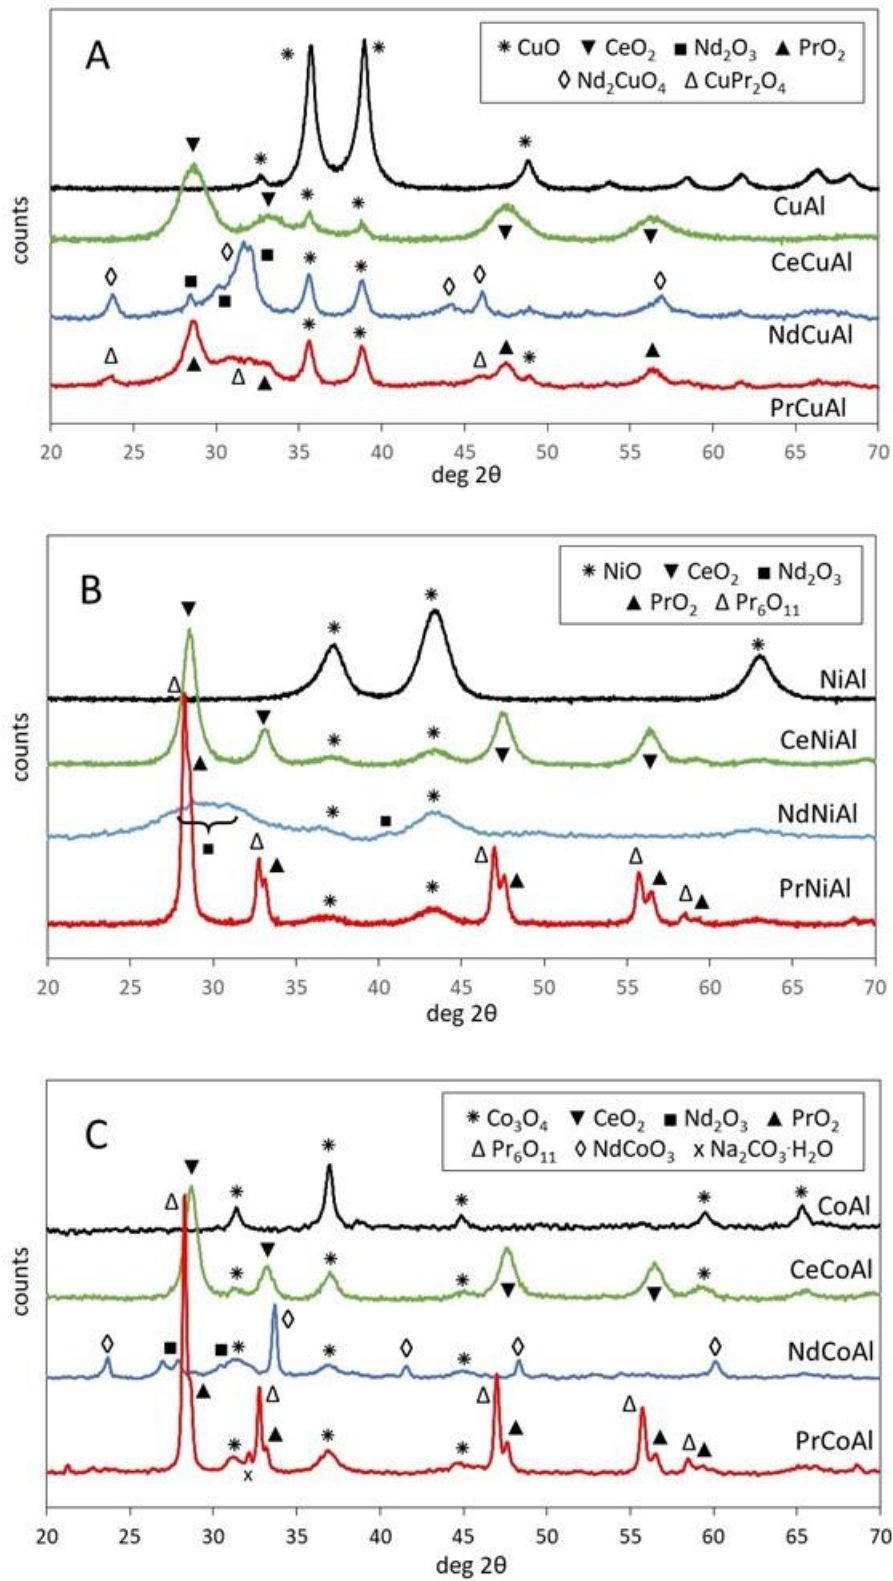 A
* CuO ▼ CeO₂ ■ Nd₂O₃ ▲ PrO₂
◊ Nd₂CuO₄ Δ CuPr₂O₄
counts
CuAl
CeCuAl
NdCuAl
PrCuAl
20 25 30 35 40 45 50 55 60 65 70
deg 2θ
B
* NiO ▼ CeO₂ ■ Nd₂O₃
▲ PrO₂ Δ Pr₆O₁₁
counts
NiAl
CeNiAl
NdNiAl
PrNiAl
20 25 30 35 40 45 50 55 60 65 70
deg 2θ
C
* Co₃O₄ ▼ CeO₂ ■ Nd₂O₃ ▲ PrO₂
Δ Pr₆O₁₁ ◊ NdCoO₃ x Na₂CO₃·H₂O
counts
CoAl
CeCoAl
NdCoAl
PrCoAl
x
20 25 30 35 40 45 50 55 60 65 70
deg 2θ